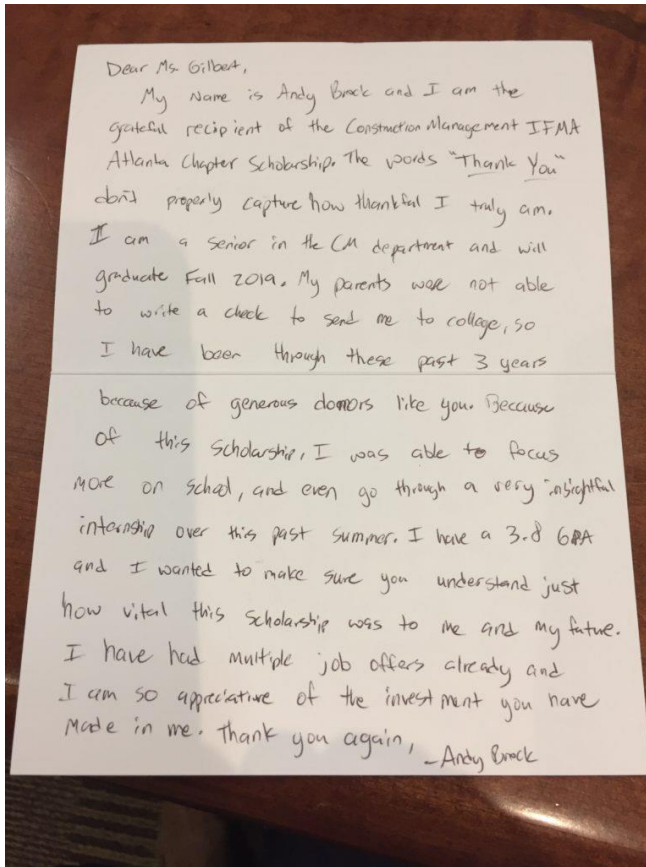 Dear Ms. Gilbert,
My Name is Andy Brock and I am the
grateful recipient of the Construction Management IFMA
Atlanta Chapter Scholarship. The words "Thank You"
don't properly capture how thankful I truly am.
I am a senior in the CM department and will
graduate Fall 2019. My parents were not able
to write a check to send me to college, so
I have been through these past 3 years
because of generous donors like you. Because
of this scholarship, I was able to focus
more on school, and even go through a very insightful
internship over this past summer. I have a 3.8 GPA
and I wanted to make sure you understand just
how vital this scholarship was to me and my future.
I have had multiple job offers already and
I am so appreciative of the investment you have
made in me. Thank you again,
-Andy Brock